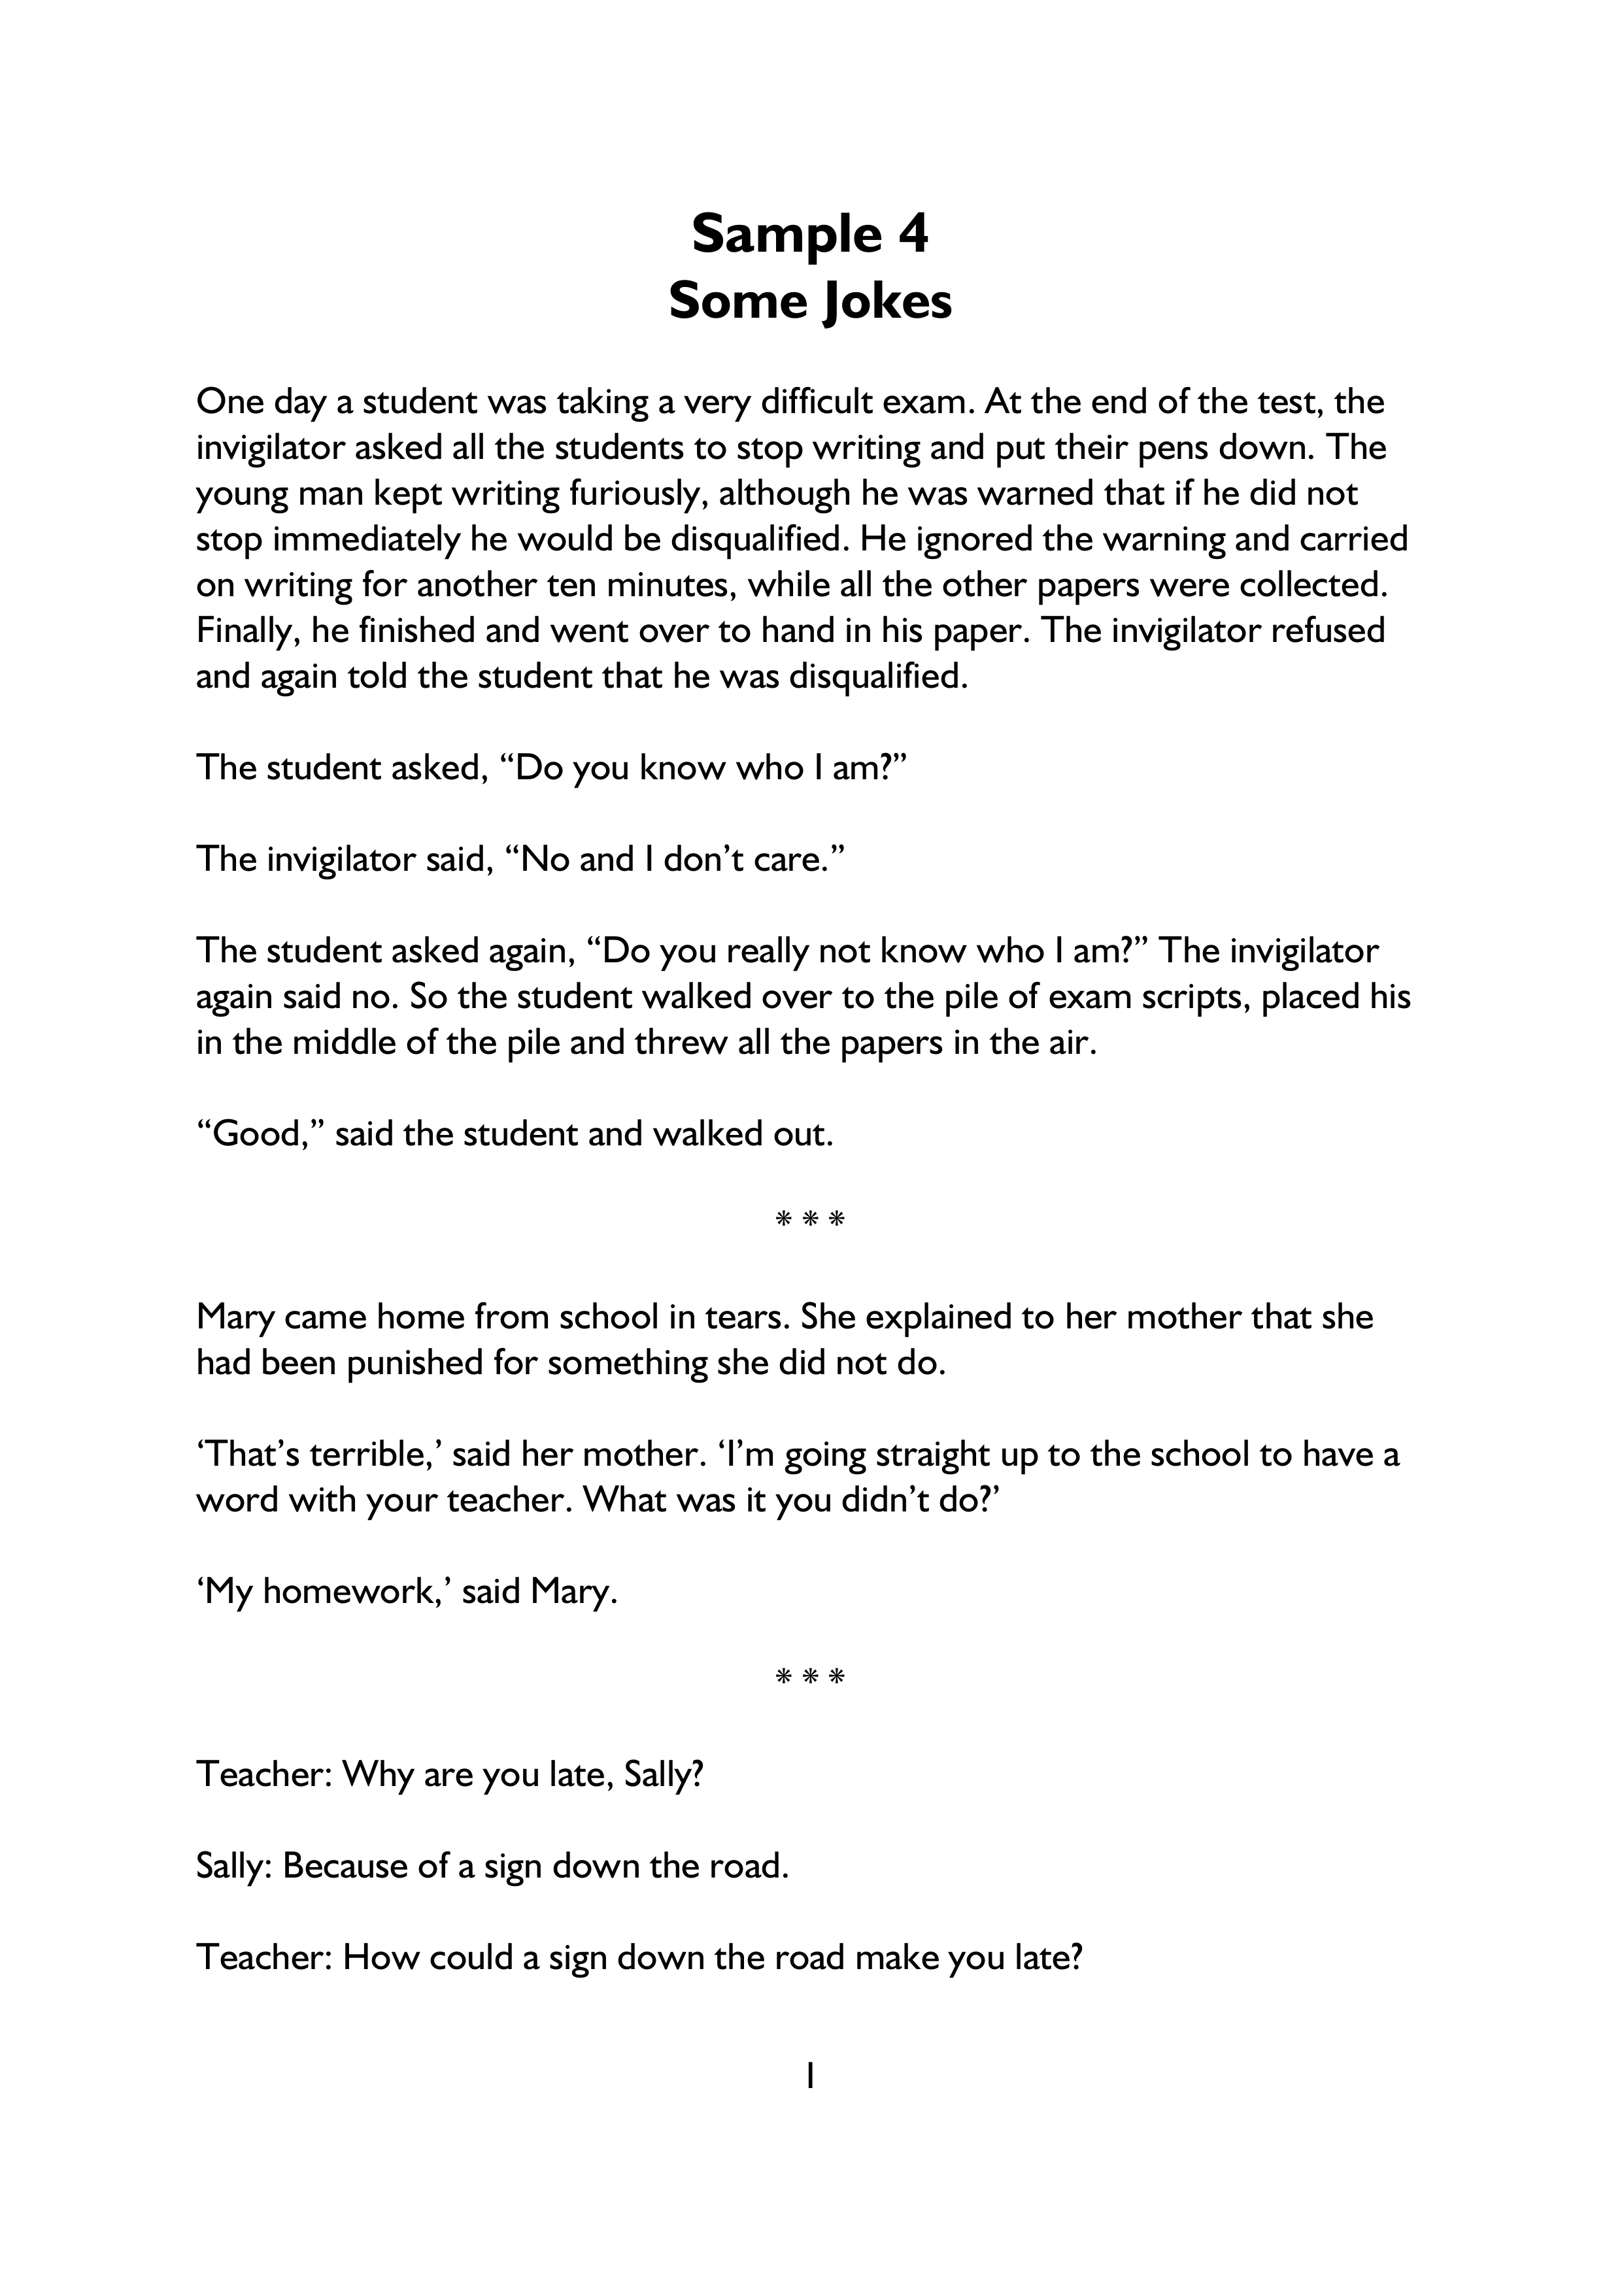 Sample 4
Some Jokes
One day a student was taking a very difficult exam. At the end of the test, the
invigilator asked all the students to stop writing and put their pens down. The
young man kept writing furiously, although he was warned that if he did not
stop immediately he would be disqualified. He ignored the warning and carried
on writing for another ten minutes, while all the other papers were collected.
Finally, he finished and went over to hand in his paper. The invigilator refused
and again told the student that he was disqualified.
The student asked, “Do you know who I am?”
The invigilator said, “No and I don’t care.”
The student asked again, “Do you really not know who I am?” The invigilator
again said no. So the student walked over to the pile of exam scripts, placed his
in the middle of the pile and threw all the papers in the air.
“Good,” said the student and walked out.
* * *
Mary came home from school in tears. She explained to her mother that she
had been punished for something she did not do.
‘That’s terrible,’ said her mother. ‘I’m going straight up to the school to have a
word with your teacher. What was it you didn’t do?’
‘My homework,’ said Mary.
* * *
Teacher: Why are you late, Sally?
Sally: Because of a sign down the road.
Teacher: How could a sign down the road make you late?
1